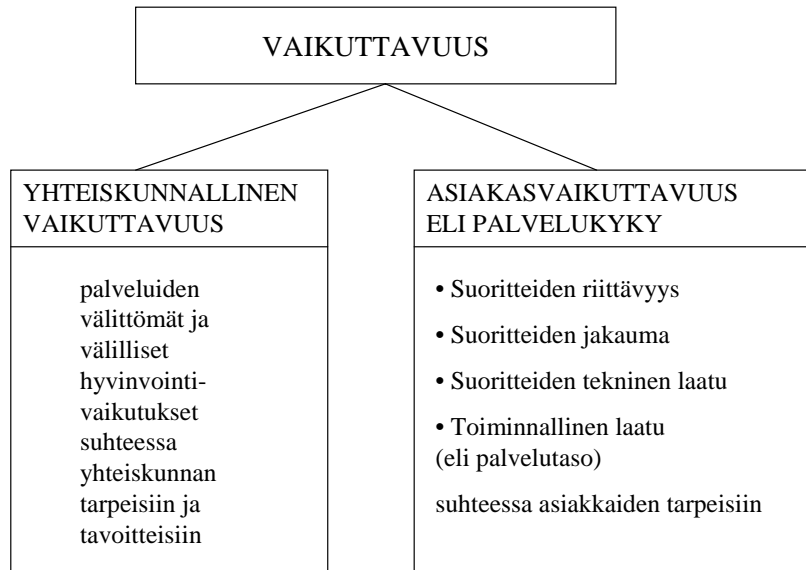 VAIKUTTAVUUS
YHTEISKUNNALLINEN
VAIKUTTAVUUS
palveluiden
välittömät ja
välilliset
hyvinvointi-
vaikutukset
suhteessa
yhteiskunnan
tarpeisiin ja
tavoitteisiin
ASIAKASVAIKUTTAVUUS
ELI PALVELUKYKY
• Suoritteiden riittävyys
• Suoritteiden jakauma
• Suoritteiden tekninen laatu
• Toiminnallinen laatu
(eli palvelutaso)
suhteessa asiakkaiden tarpeisiin